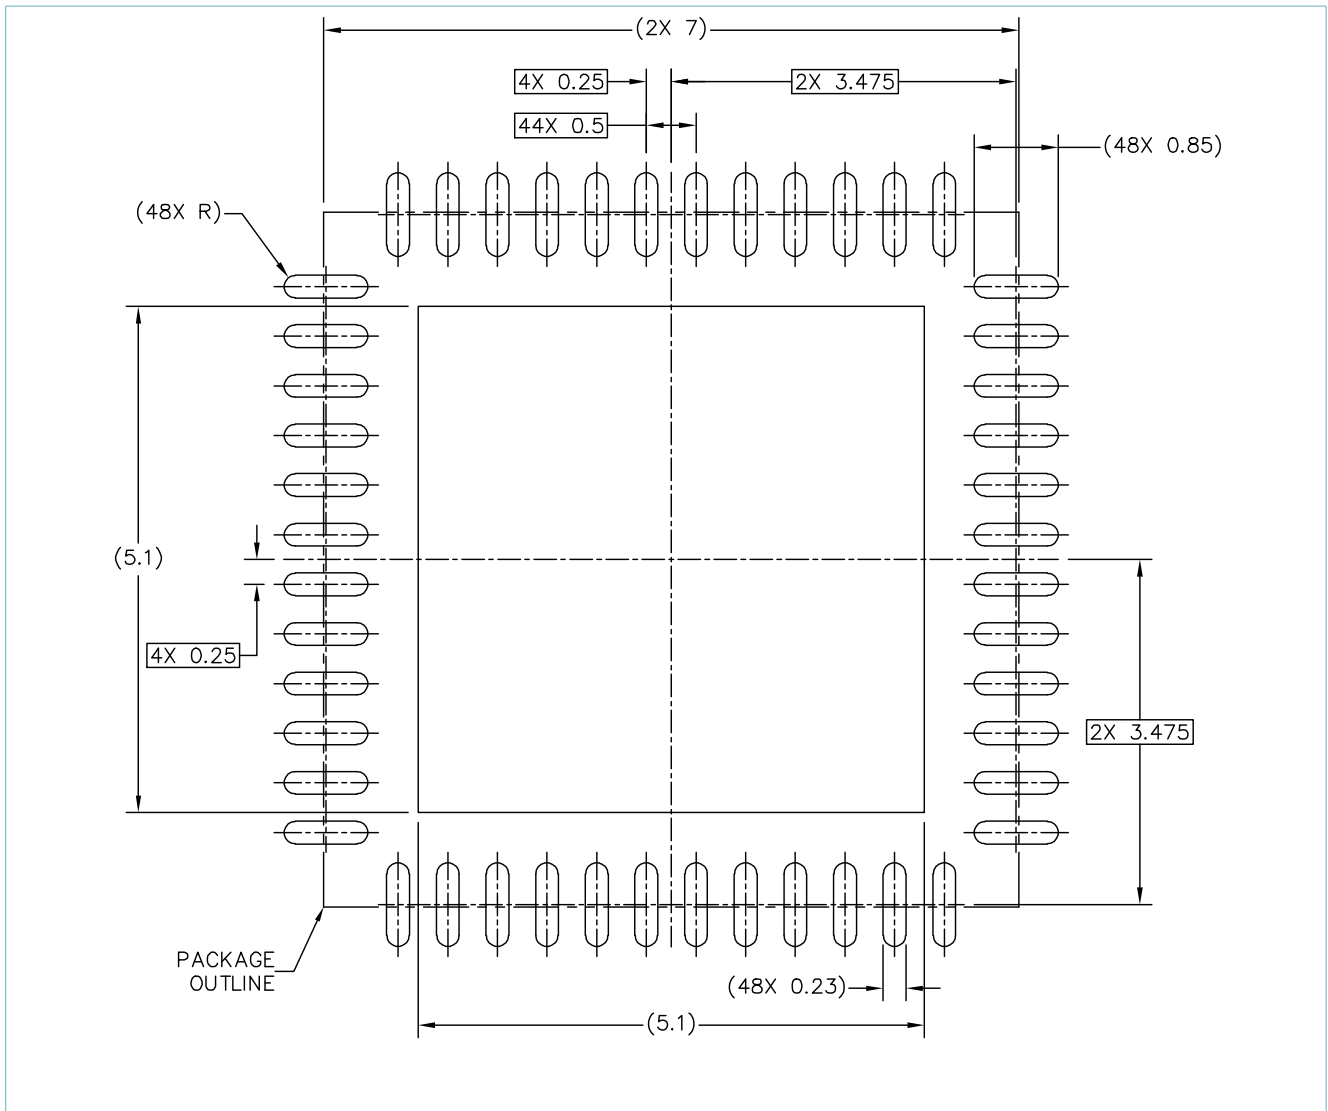 (2X 7)
4X 0.25
2X 3.475
44X 0.5
(48X 0.85)
(48X R)
(5.1)
4X 0.25
2X 3.475
PACKAGE
OUTLINE
(48X 0.23)
(5.1)